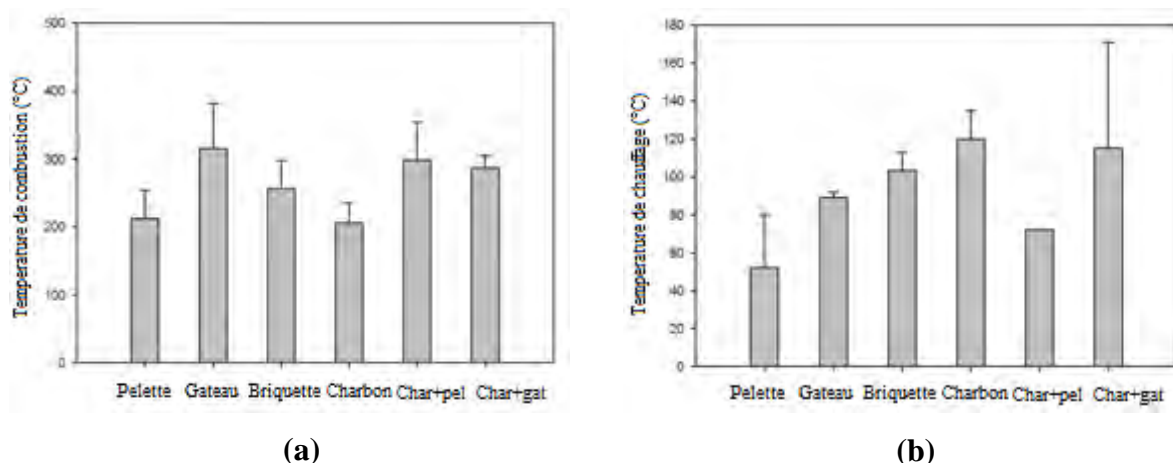 Temperature de combustion (°C)
500
400
300
200
100
0
Pelette Gateau Briquette Charbon Char+pel Char+gat
(a)
Temperature de chauffage (°C)
180
160
140
120
100
80
60
40
20
0
Pelette Gateau Briquette Charbon Char+pel Char+gat
(b)